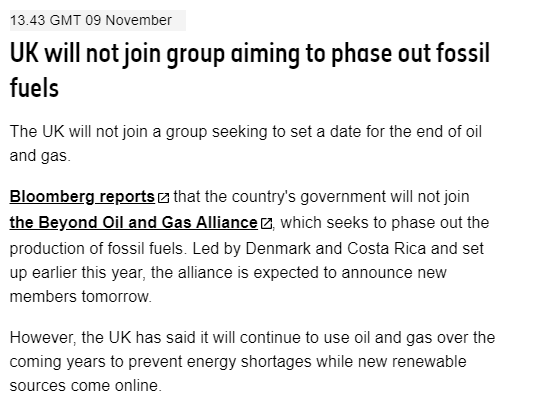 13.43 GMT 09 November
UK will not join group aiming to phase out fossil
fuels
The UK will not join a group seeking to set a date for the end of oil
and gas.
Bloomberg reports that the country's government will not join
the Beyond Oil and Gas Alliance, which seeks to phase out the
production of fossil fuels. Led by Denmark and Costa Rica and set
up earlier this year, the alliance is expected to announce new
members tomorrow.
However, the UK has said it will continue to use oil and gas over the
coming years to prevent energy shortages while new renewable
sources come online.